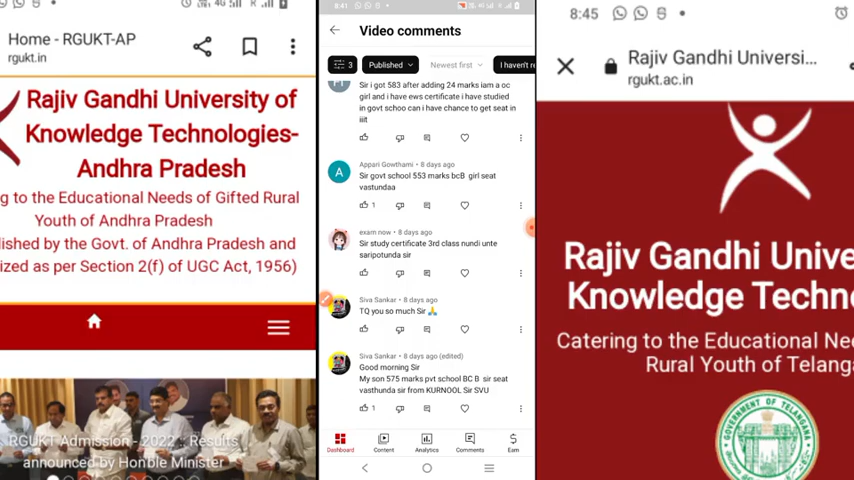 4G
Home - RGUKT-AP
rgukt.in
Rajiv Gandhi University of
Knowledge Technologies-
Andhra Pradesh
g to the Educational Needs of Gifted Rural
Youth of Andhra Pradesh
lished by the Govt. of Andhra Pradesh and
ized as per Section 2(f) of UGC Act, 1956)
RGUKT Admission - 2022 : Results
announced by Hon'ble Minister
8:41
Video comments
3
Published
Newest first
I haven't re
Sir i got 583 after adding 24 marks iam a oc
girl and i have ews certificate i have studied
in govt schoo can i have chance to get seat in
iiit
A
Appari Gowthami • 8 days ago
Sir govt school 553 marks bcB girl seat
vastundaa
1
exam now • 8 days ago
Sir study certificate 3rd class nundi unte
saripotunda sir
Siva Sankar • 8 days ago
TQ you so much Sir 🙏
Siva Sankar • 8 days ago (edited)
Good morning Sir
My son 575 marks pvt school BC B sir seat
vasthunda sir from KURNOOL Sir SVU
1
Dashboard
Content
Analytics
Comments
Earn
8:45
Rajiv Gandhi Universi...
rgukt.ac.in
Rajiv Gandhi Unive
Knowledge Techn
Catering to the Educational Nee
Rural Youth of Telanga
GOVERNMENT OF TELANGANA